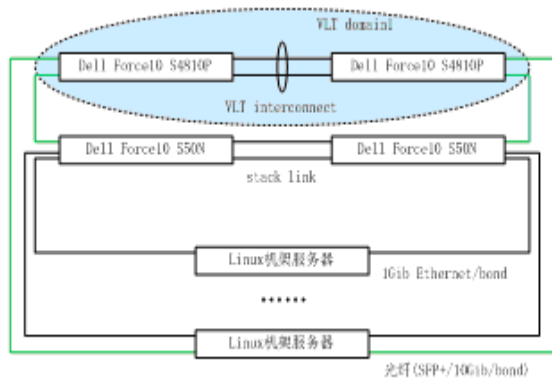 VLT domain1
Dell Force10 S4810P
Dell Force10 S4810P
VLT interconnect
Dell Force10 S50N
Dell Force10 S50N
stack link
Linux机架服务器
1Gib Ethernet/bond
······
Linux机架服务器
光纤(SFP+/10Gib/bond)